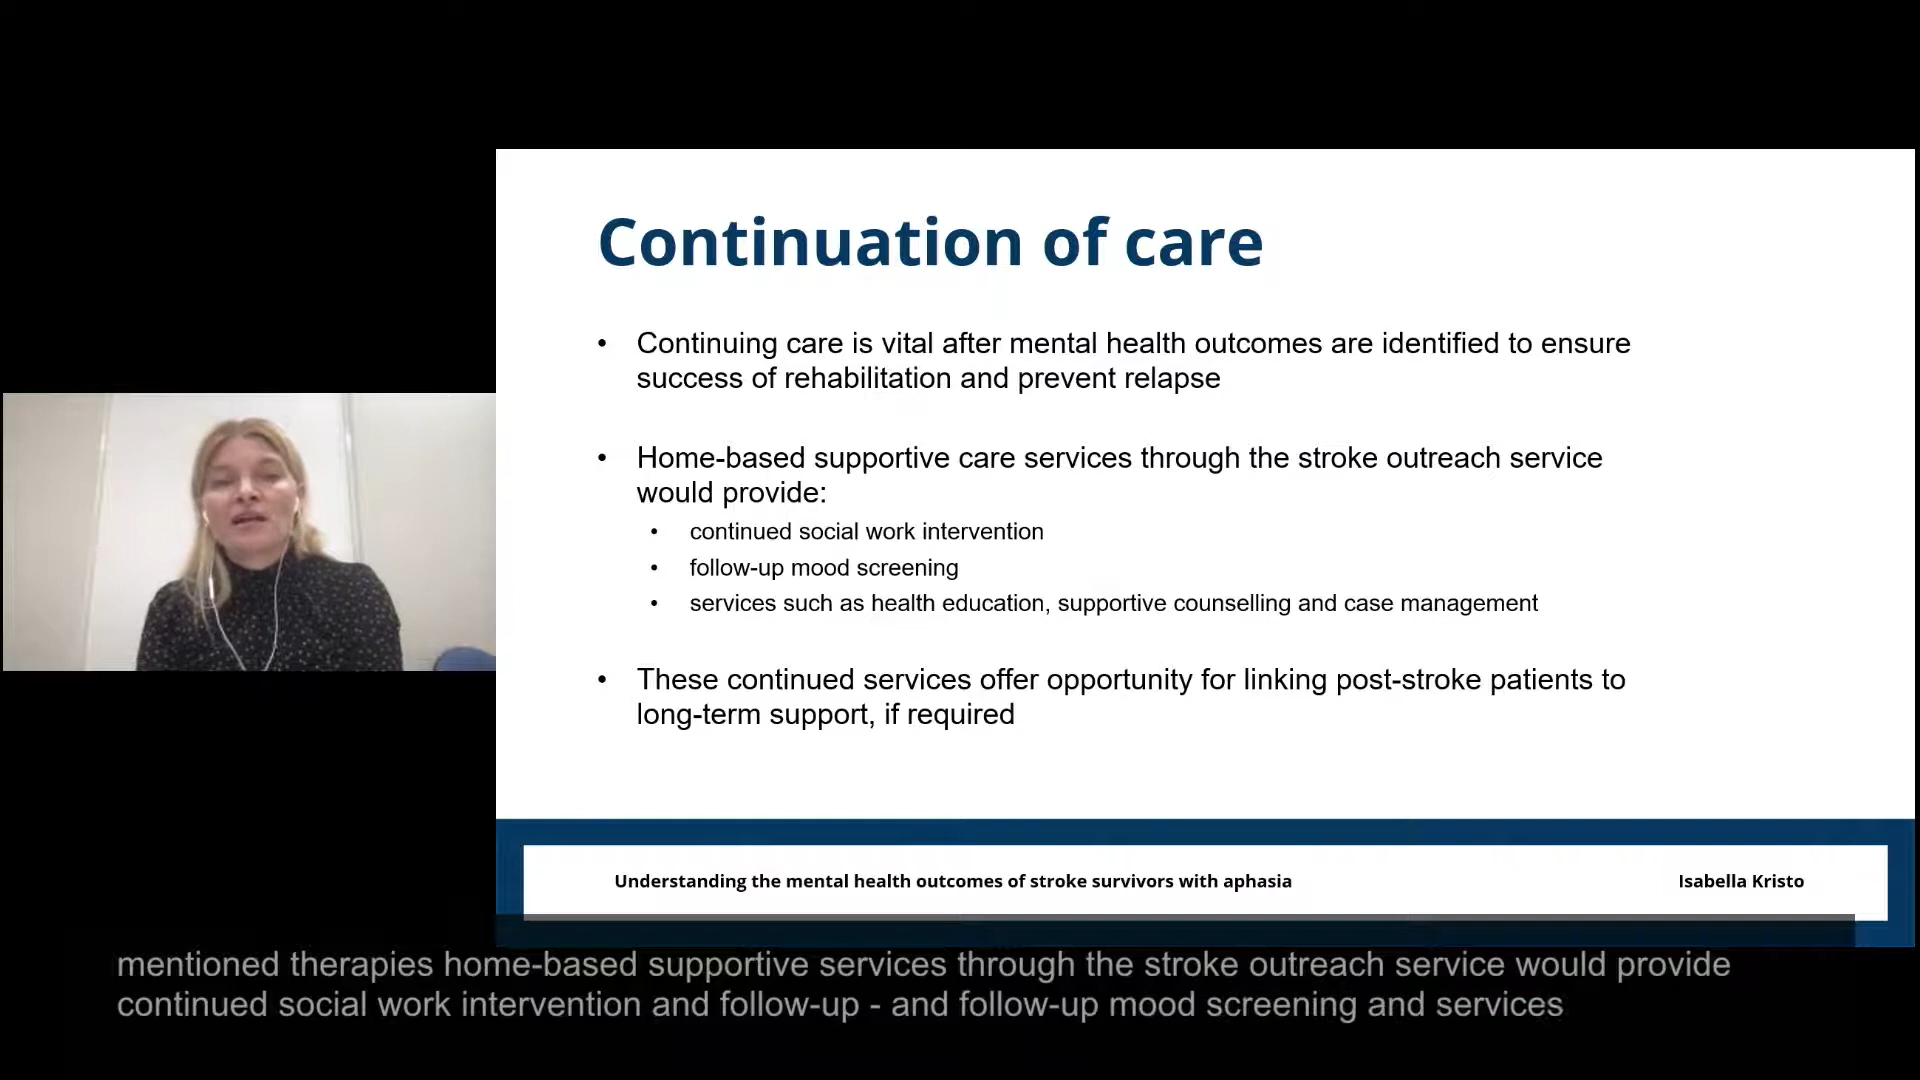 Continuation of care
• Continuing care is vital after mental health outcomes are identified to ensure
success of rehabilitation and prevent relapse
• Home-based supportive care services through the stroke outreach service
would provide:
• continued social work intervention
• follow-up mood screening
• services such as health education, supportive counselling and case management
• These continued services offer opportunity for linking post-stroke patients to
long-term support, if required
Understanding the mental health outcomes of stroke survivors with aphasia
Isabella Kristo
mentioned therapies home-based supportive services through the stroke outreach service would provide
continued social work intervention and follow-up - and follow-up mood screening and services